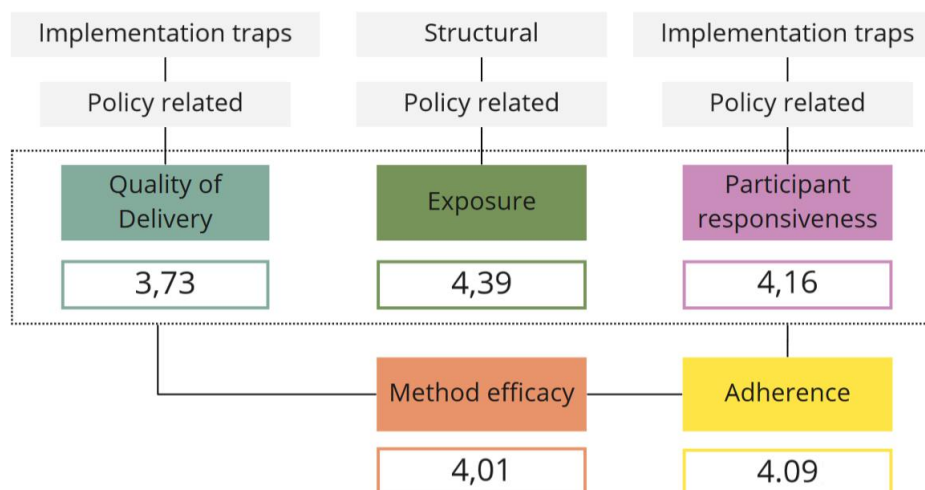 Implementation traps
Structural
Implementation traps
Policy related
Policy related
Policy related
Quality of
Delivery
Exposure
Participant
responsiveness
3,73
4,39
4,16
Method efficacy
Adherence
4,01
4.09